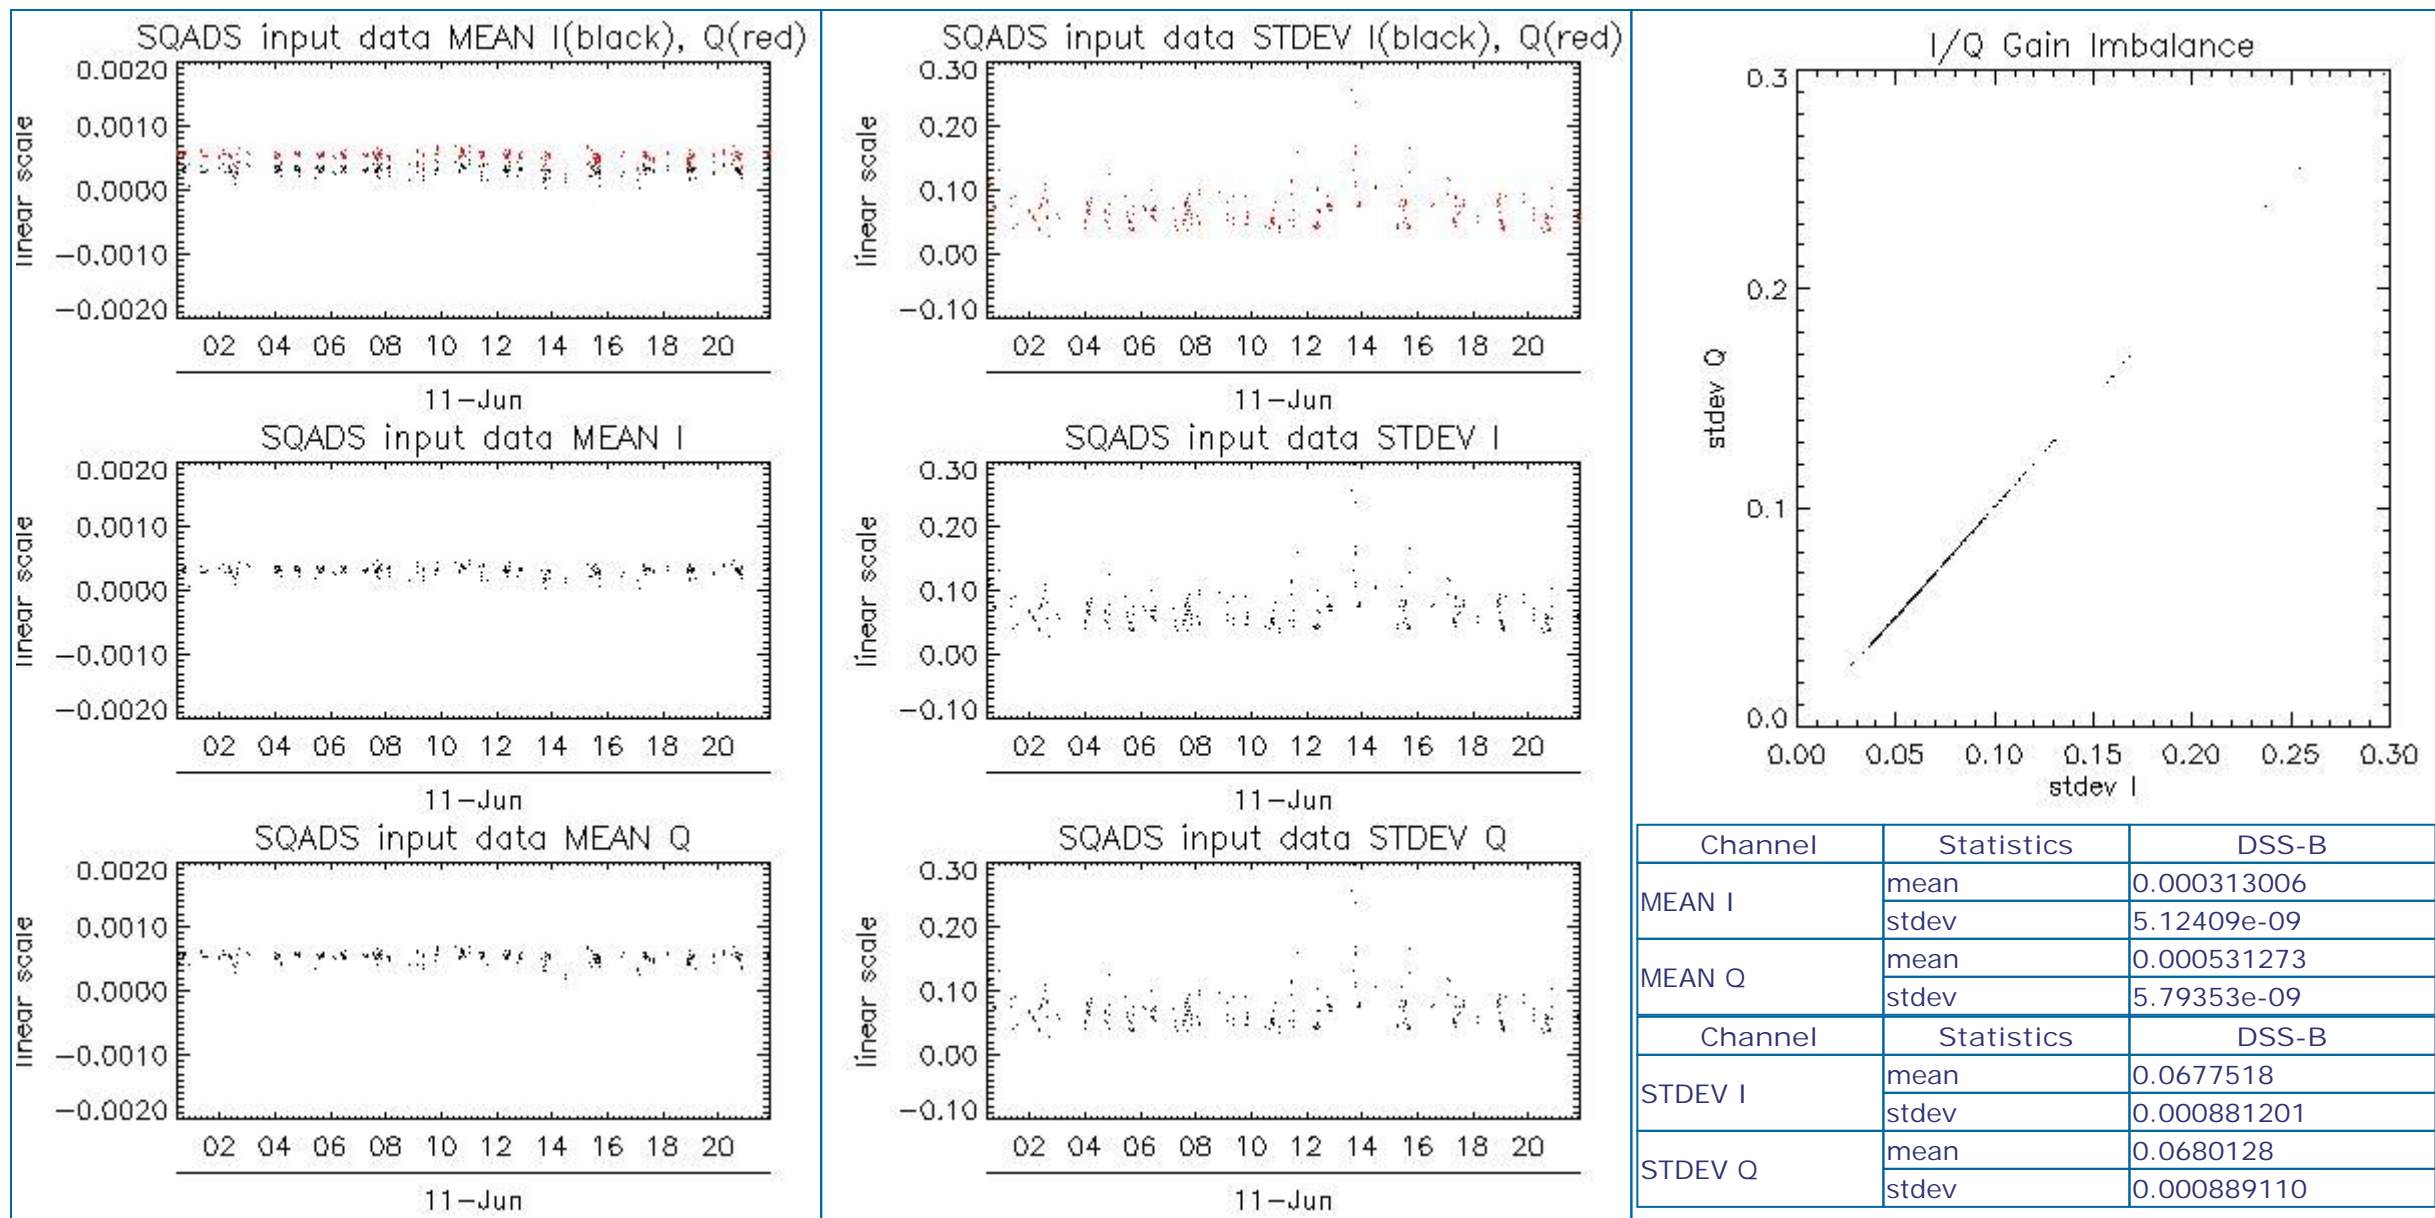 SQADS input data MEAN I(black), Q(red)
linear scale
0.0020
0.0010
0.0000
−0.0010
−0.0020
02 04 06 08 10 12 14 16 18 20
11−Jun
SQADS input data MEAN I
linear scale
0.0020
0.0010
0.0000
−0.0010
−0.0020
02 04 06 08 10 12 14 16 18 20
11−Jun
SQADS input data MEAN Q
linear scale
0.0020
0.0010
0.0000
−0.0010
−0.0020
02 04 06 08 10 12 14 16 18 20
11−Jun
SQADS input data STDEV I(black), Q(red)
linear scale
0.30
0.20
0.10
0.00
−0.10
02 04 06 08 10 12 14 16 18 20
11−Jun
SQADS input data STDEV I
linear scale
0.30
0.20
0.10
0.00
−0.10
02 04 06 08 10 12 14 16 18 20
11−Jun
SQADS input data STDEV Q
linear scale
0.30
0.20
0.10
0.00
−0.10
02 04 06 08 10 12 14 16 18 20
11−Jun
I/Q Gain Imbalance
stdev Q
0.3
0.2
0.1
0.0
0.00 0.05 0.10 0.15 0.20 0.25 0.30
stdev I
Channel Statistics DSS-B
MEAN I mean 0.000313006
stdev 5.12409e-09
MEAN Q mean 0.000531273
stdev 5.79353e-09
Channel Statistics DSS-B
STDEV I mean 0.0677518
stdev 0.000881201
STDEV Q mean 0.0680128
stdev 0.000889110